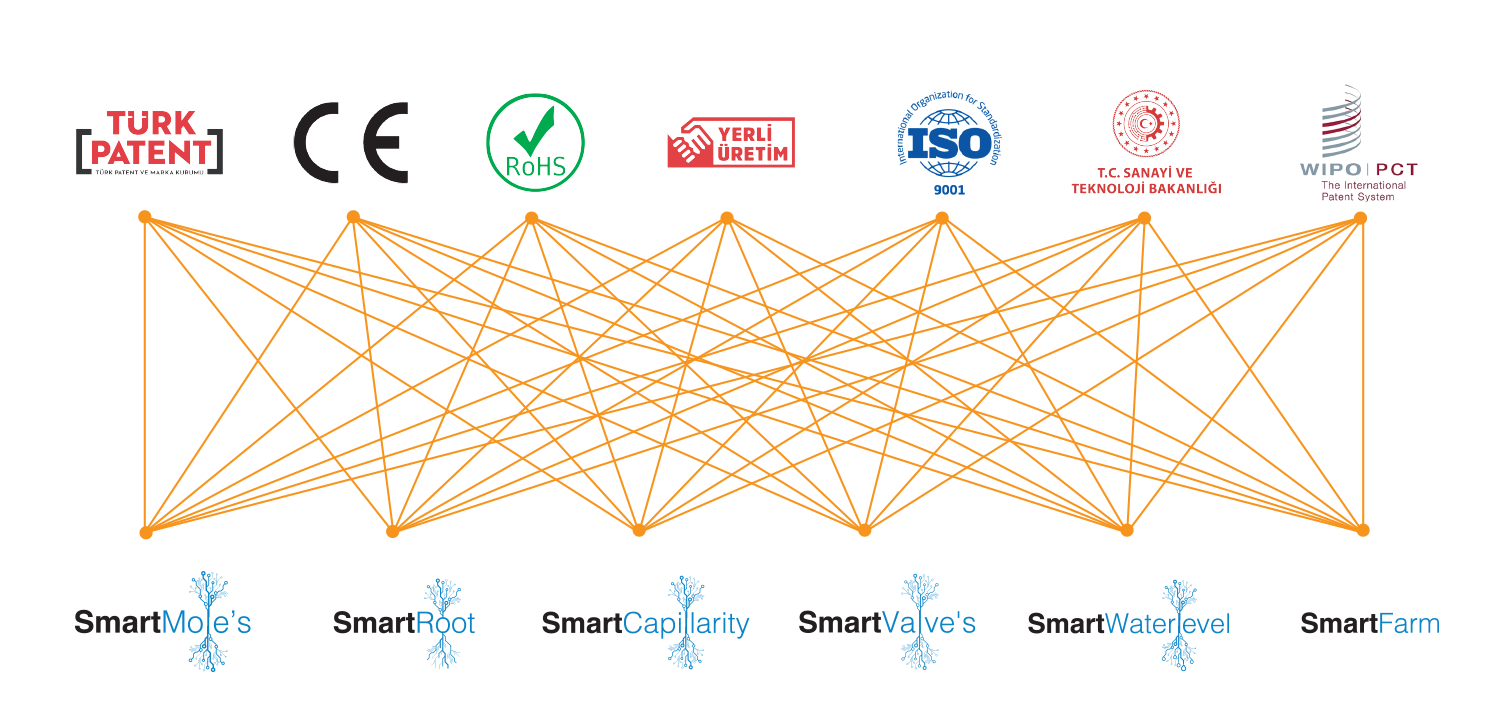 TÜRK
PATENT
TÜRK PATENT VE MARKA KURUMU
CE
RoHS
YERLİ
ÜRETİM
International Organization for Standardization
ISO
9001
T.C. SANAYİ VE
TEKNOLOJİ BAKANLIĞI
WIPO | PCT
The International
Patent System
SmartMole's
SmartRoot
SmartCapillarity
SmartValve's
SmartWaterlevel
SmartFarm